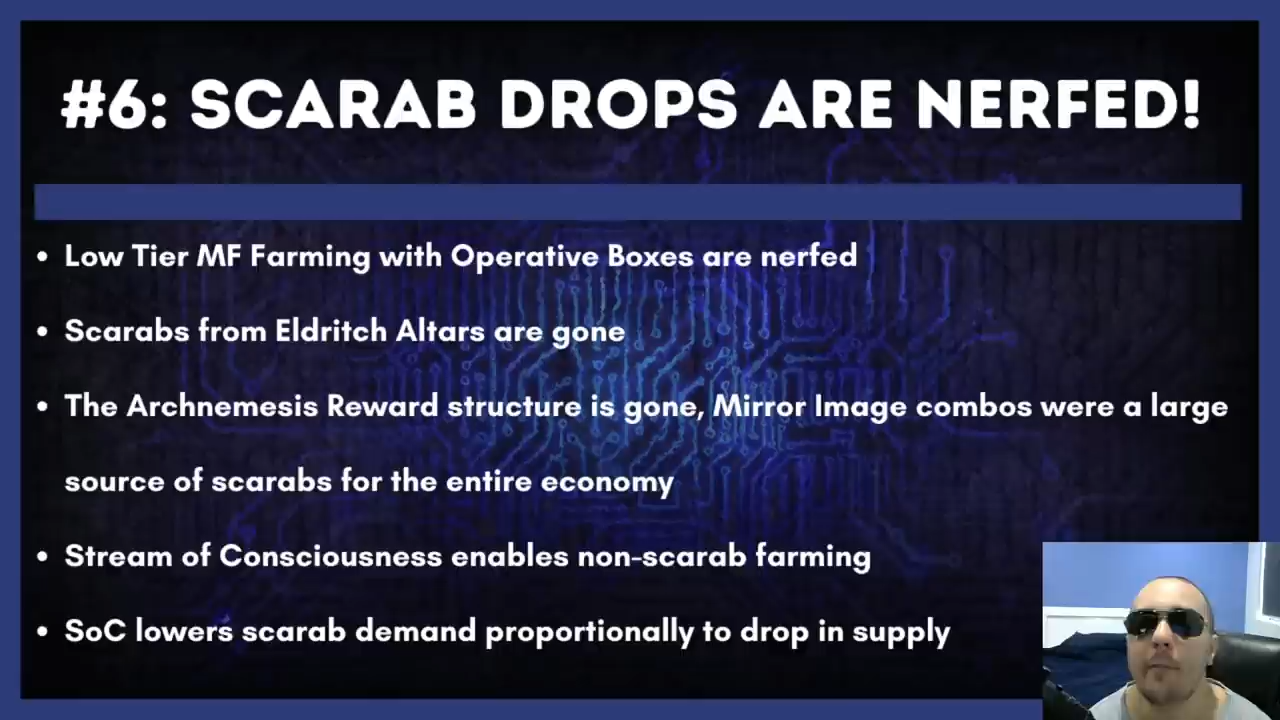 #6: SCARAB DROPS ARE NERFED!
• Low Tier MF Farming with Operative Boxes are nerfed
• Scarabs from Eldritch Altars are gone
• The Archnemesis Reward structure is gone, Mirror Image combos were a large
source of scarabs for the entire economy
• Stream of Consciousness enables non-scarab farming
• SoC lowers scarab demand proportionally to drop in supply